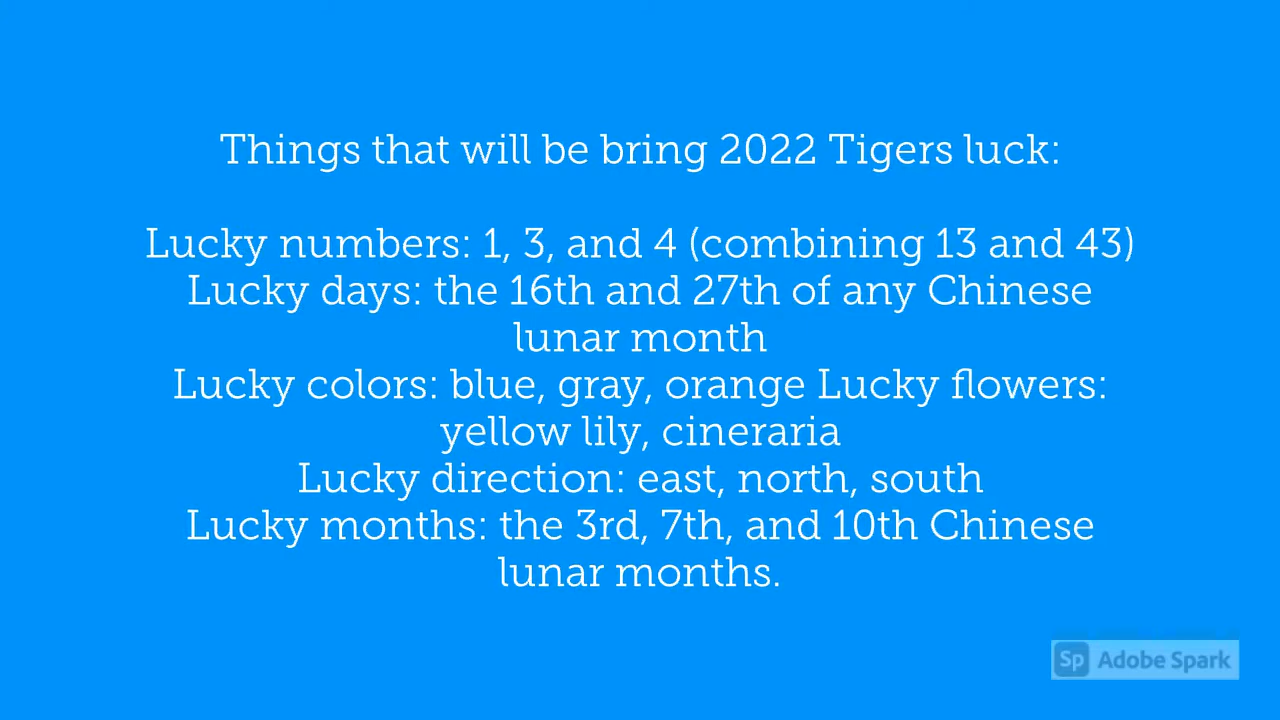 Things that will be bring 2022 Tigers luck:
Lucky numbers: 1, 3, and 4 (combining 13 and 43)
Lucky days: the 16th and 27th of any Chinese
lunar month
Lucky colors: blue, gray, orange Lucky flowers:
yellow lily, cineraria
Lucky direction: east, north, south
Lucky months: the 3rd, 7th, and 10th Chinese
lunar months.
Sp Adobe Spark